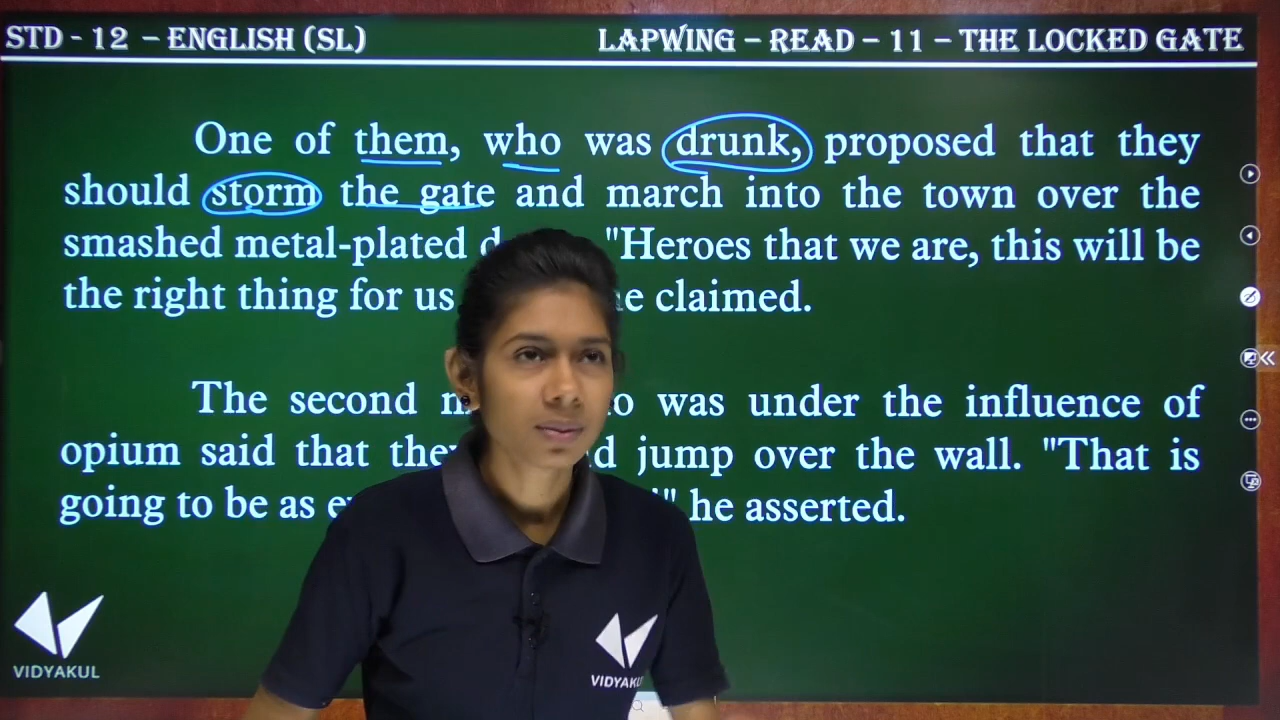 STD - 12 – ENGLISH (SL)
LAPWING – READ – 11 – THE LOCKED GATE
One of them, who was drunk, proposed that they
should storm the gate and march into the town over the
smashed metal-plated "Heroes that we are, this will be
the right thing for us claimed.
The second was under the influence of
opium said that jump over the wall. "That is
going to be as he asserted.
VIDYAKUL
VIDYAKUL